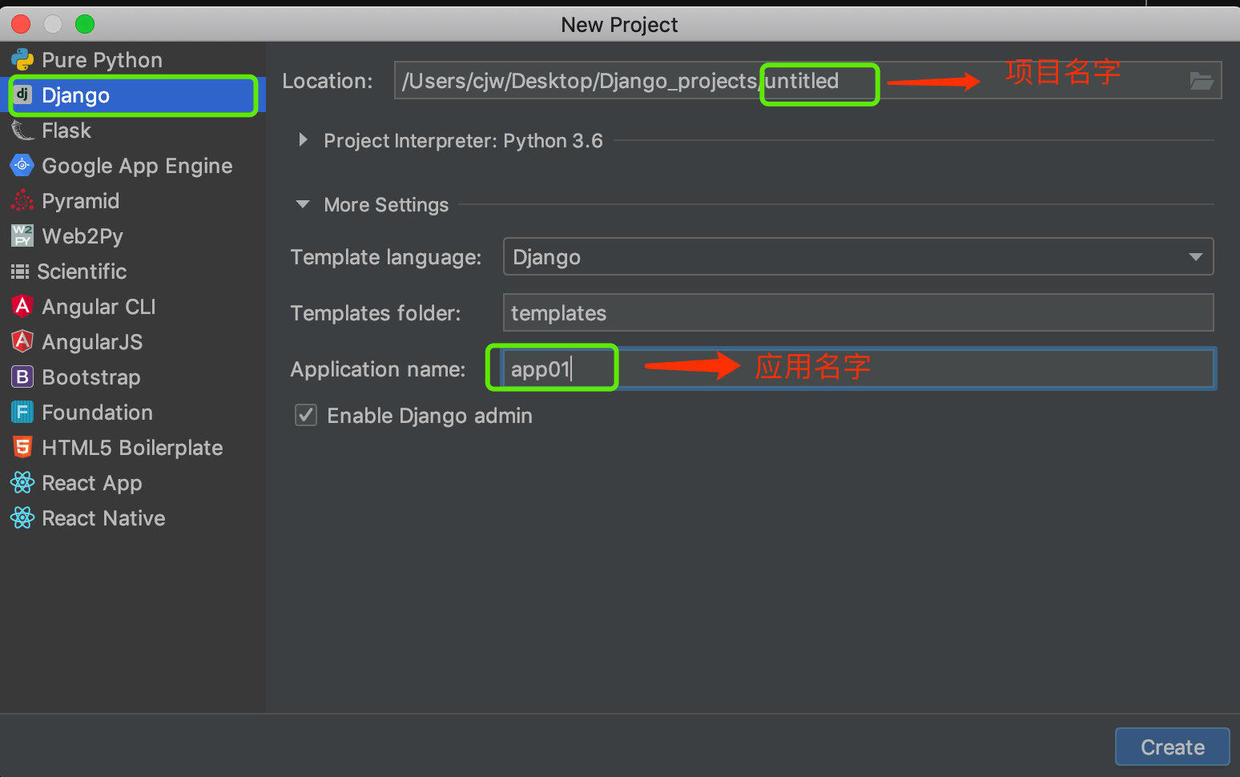 New Project
Pure Python
Django
Flask
Google App Engine
Pyramid
Web2Py
Scientific
Angular CLI
AngularJS
Bootstrap
Foundation
HTML5 Boilerplate
React App
React Native
Location: /Users/cjw/Desktop/Django_projects/untitled 项目名字
Project Interpreter: Python 3.6
More Settings
Template language: Django
Templates folder: templates
Application name: app01 应用名字
Enable Django admin
Create